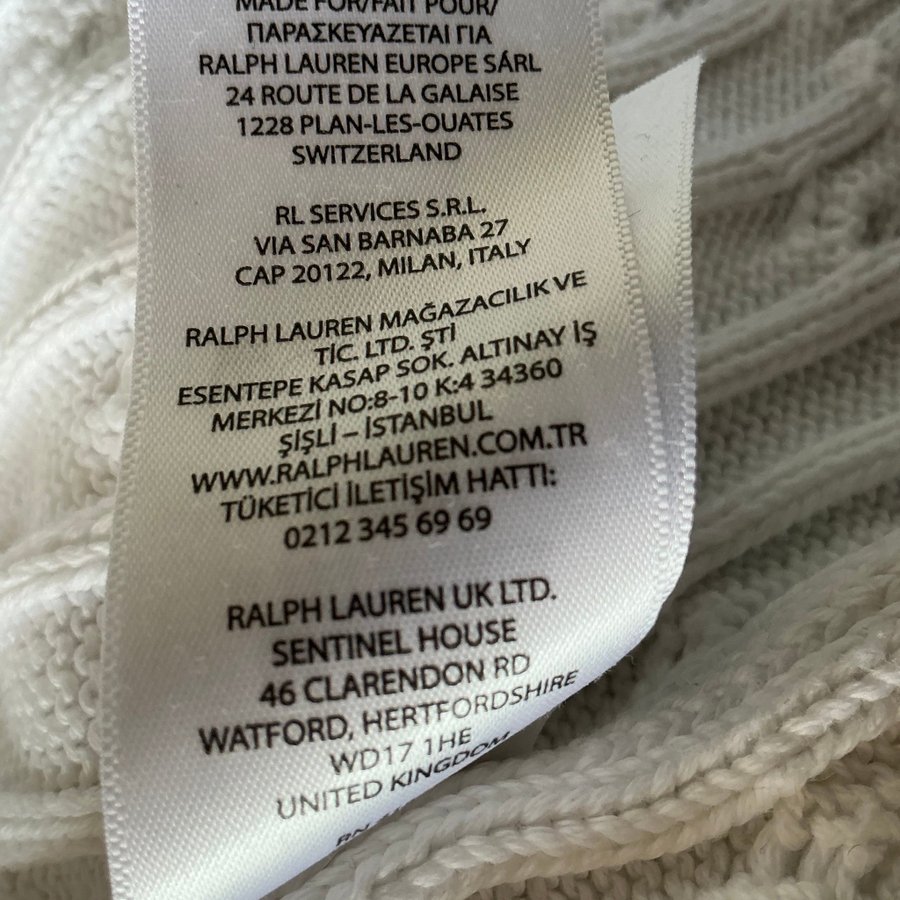 MADE FOR/FAIT POUR/
ΠΑΡΑΣΚΕΥΑΖΕΤΑΙ ΓΙΑ
RALPH LAUREN EUROPE SÁRL
24 ROUTE DE LA GALAISE
1228 PLAN-LES-OUATES
SWITZERLAND
RL SERVICES S.R.L.
VIA SAN BARNABA 27
CAP 20122, MILAN, ITALY
RALPH LAUREN MAĞAZACILIK VE
TİC. LTD. ŞTİ
ESENTEPE KASAP SOK. ALTINAY İŞ
MERKEZİ NO:8-10 K:4 34360
ŞİŞLİ – İSTANBUL
WWW.RALPHLAUREN.COM.TR
TÜKETİCİ İLETİŞİM HATTI:
0212 345 69 69
RALPH LAUREN UK LTD.
SENTINEL HOUSE
46 CLARENDON RD
WATFORD, HERTFORDSHIRE
WD17 1HE
UNITED KINGDOM